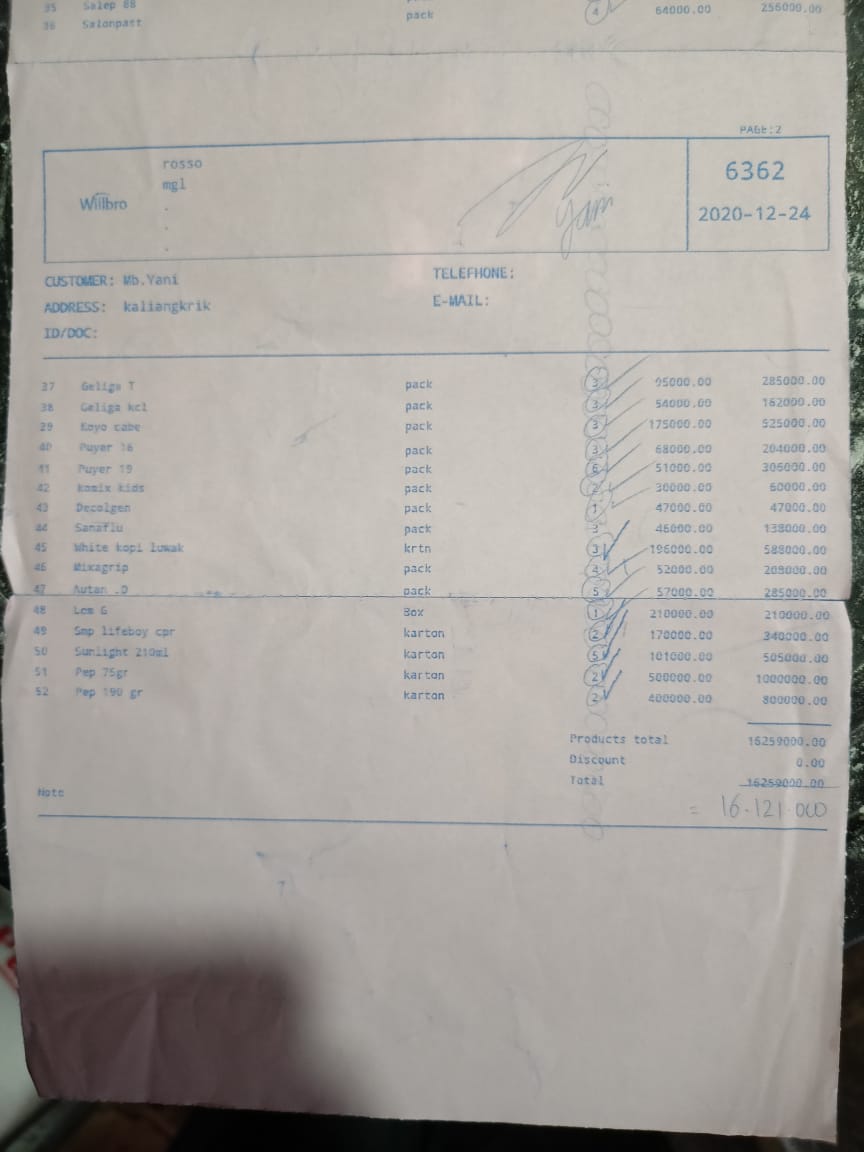 35 Salep 88 pack 4 64000.00 256000.00
36 Salonpast pack
PAGE:2
Willbro rosso 6362
mgl 2020-12-24
Yani
CUSTOMER: Mb.Yani TELEFHONE:
ADDRESS: kaliangkrik E-MAIL:
ID/DOC:
37 Geliga T pack 3 95000.00 285000.00
38 Geliga kcl pack 3 54000.00 162000.00
39 Koyo cabe pack 3 175000.00 525000.00
40 Puyer 16 pack 3 68000.00 204000.00
41 Puyer 19 pack 6 51000.00 306000.00
42 komix kids pack 2 30000.00 60000.00
43 Decolgen pack 1 47000.00 47000.00
44 Sanaflu pack 3 46000.00 138000.00
45 White kopi luwak krtn 3 196000.00 588000.00
46 Mixagrip pack 4 52000.00 208000.00
47 Autan .D pack 5 57000.00 285000.00
48 Lem G Box 1 210000.00 210000.00
49 Smp lifeboy cpr karton 2 170000.00 340000.00
50 Sunlight 210ml karton 5 101000.00 505000.00
51 Pep 75gr karton 2 500000.00 1000000.00
52 Pep 190 gr karton 2 400000.00 800000.00
Products total 16259000.00
Discount 0.00
Total 16259000.00
Note
= 16.121.000